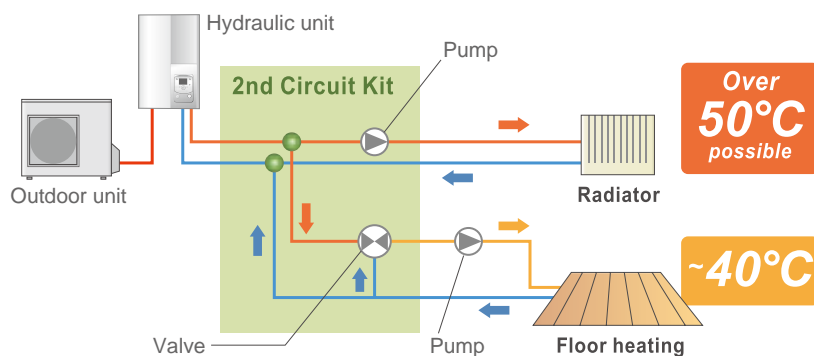 Hydraulic unit
Pump
2nd Circuit Kit
Over
50°C
possible
Outdoor unit
Radiator
~40°C
Valve
Pump
Floor heating